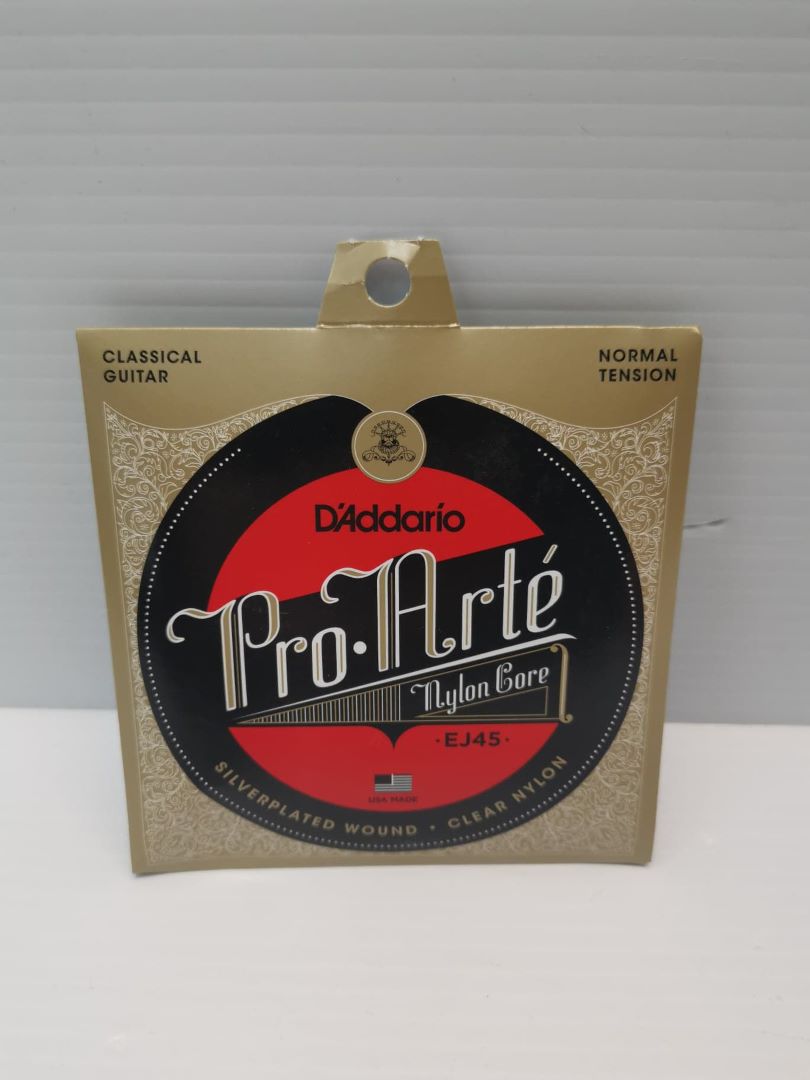 CLASSICAL
GUITAR
NORMAL
TENSION
D'Addario
Pro·Arté
Nylon Core
·EJ45·
USA MADE
SILVERPLATED WOUND · CLEAR NYLON